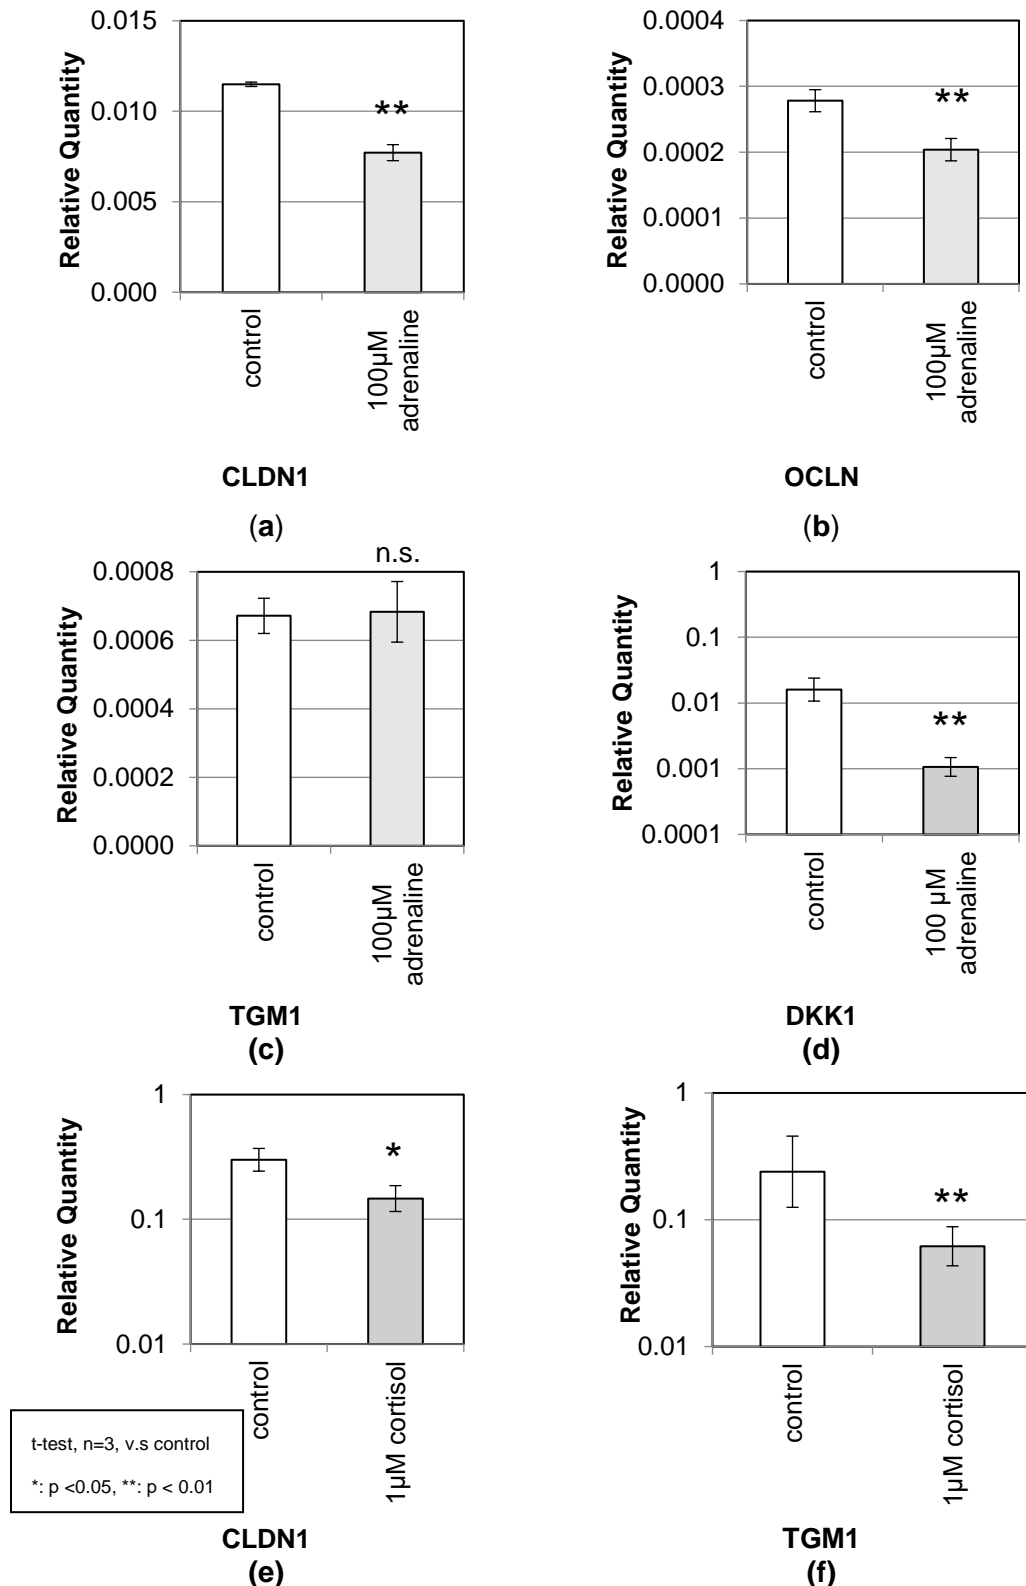 0.015
0.010
0.005
0.000
Relative Quantity
**
control
100µM
adrenaline
CLDN1
(a)
0.0004
0.0003
0.0002
0.0001
0.0000
Relative Quantity
**
control
100µM
adrenaline
OCLN
(b)
0.0008
0.0006
0.0004
0.0002
0.0000
Relative Quantity
n.s.
control
100µM
adrenaline
TGM1
(c)
1
0.1
0.01
0.001
0.0001
Relative Quantity
**
control
100 µM
adrenaline
DKK1
(d)
1
0.1
0.01
Relative Quantity
*
control
1µM cortisol
t-test, n=3, v.s control
*: p <0.05, **: p < 0.01
CLDN1
(e)
1
0.1
0.01
Relative Quantity
**
control
1µM cortisol
TGM1
(f)